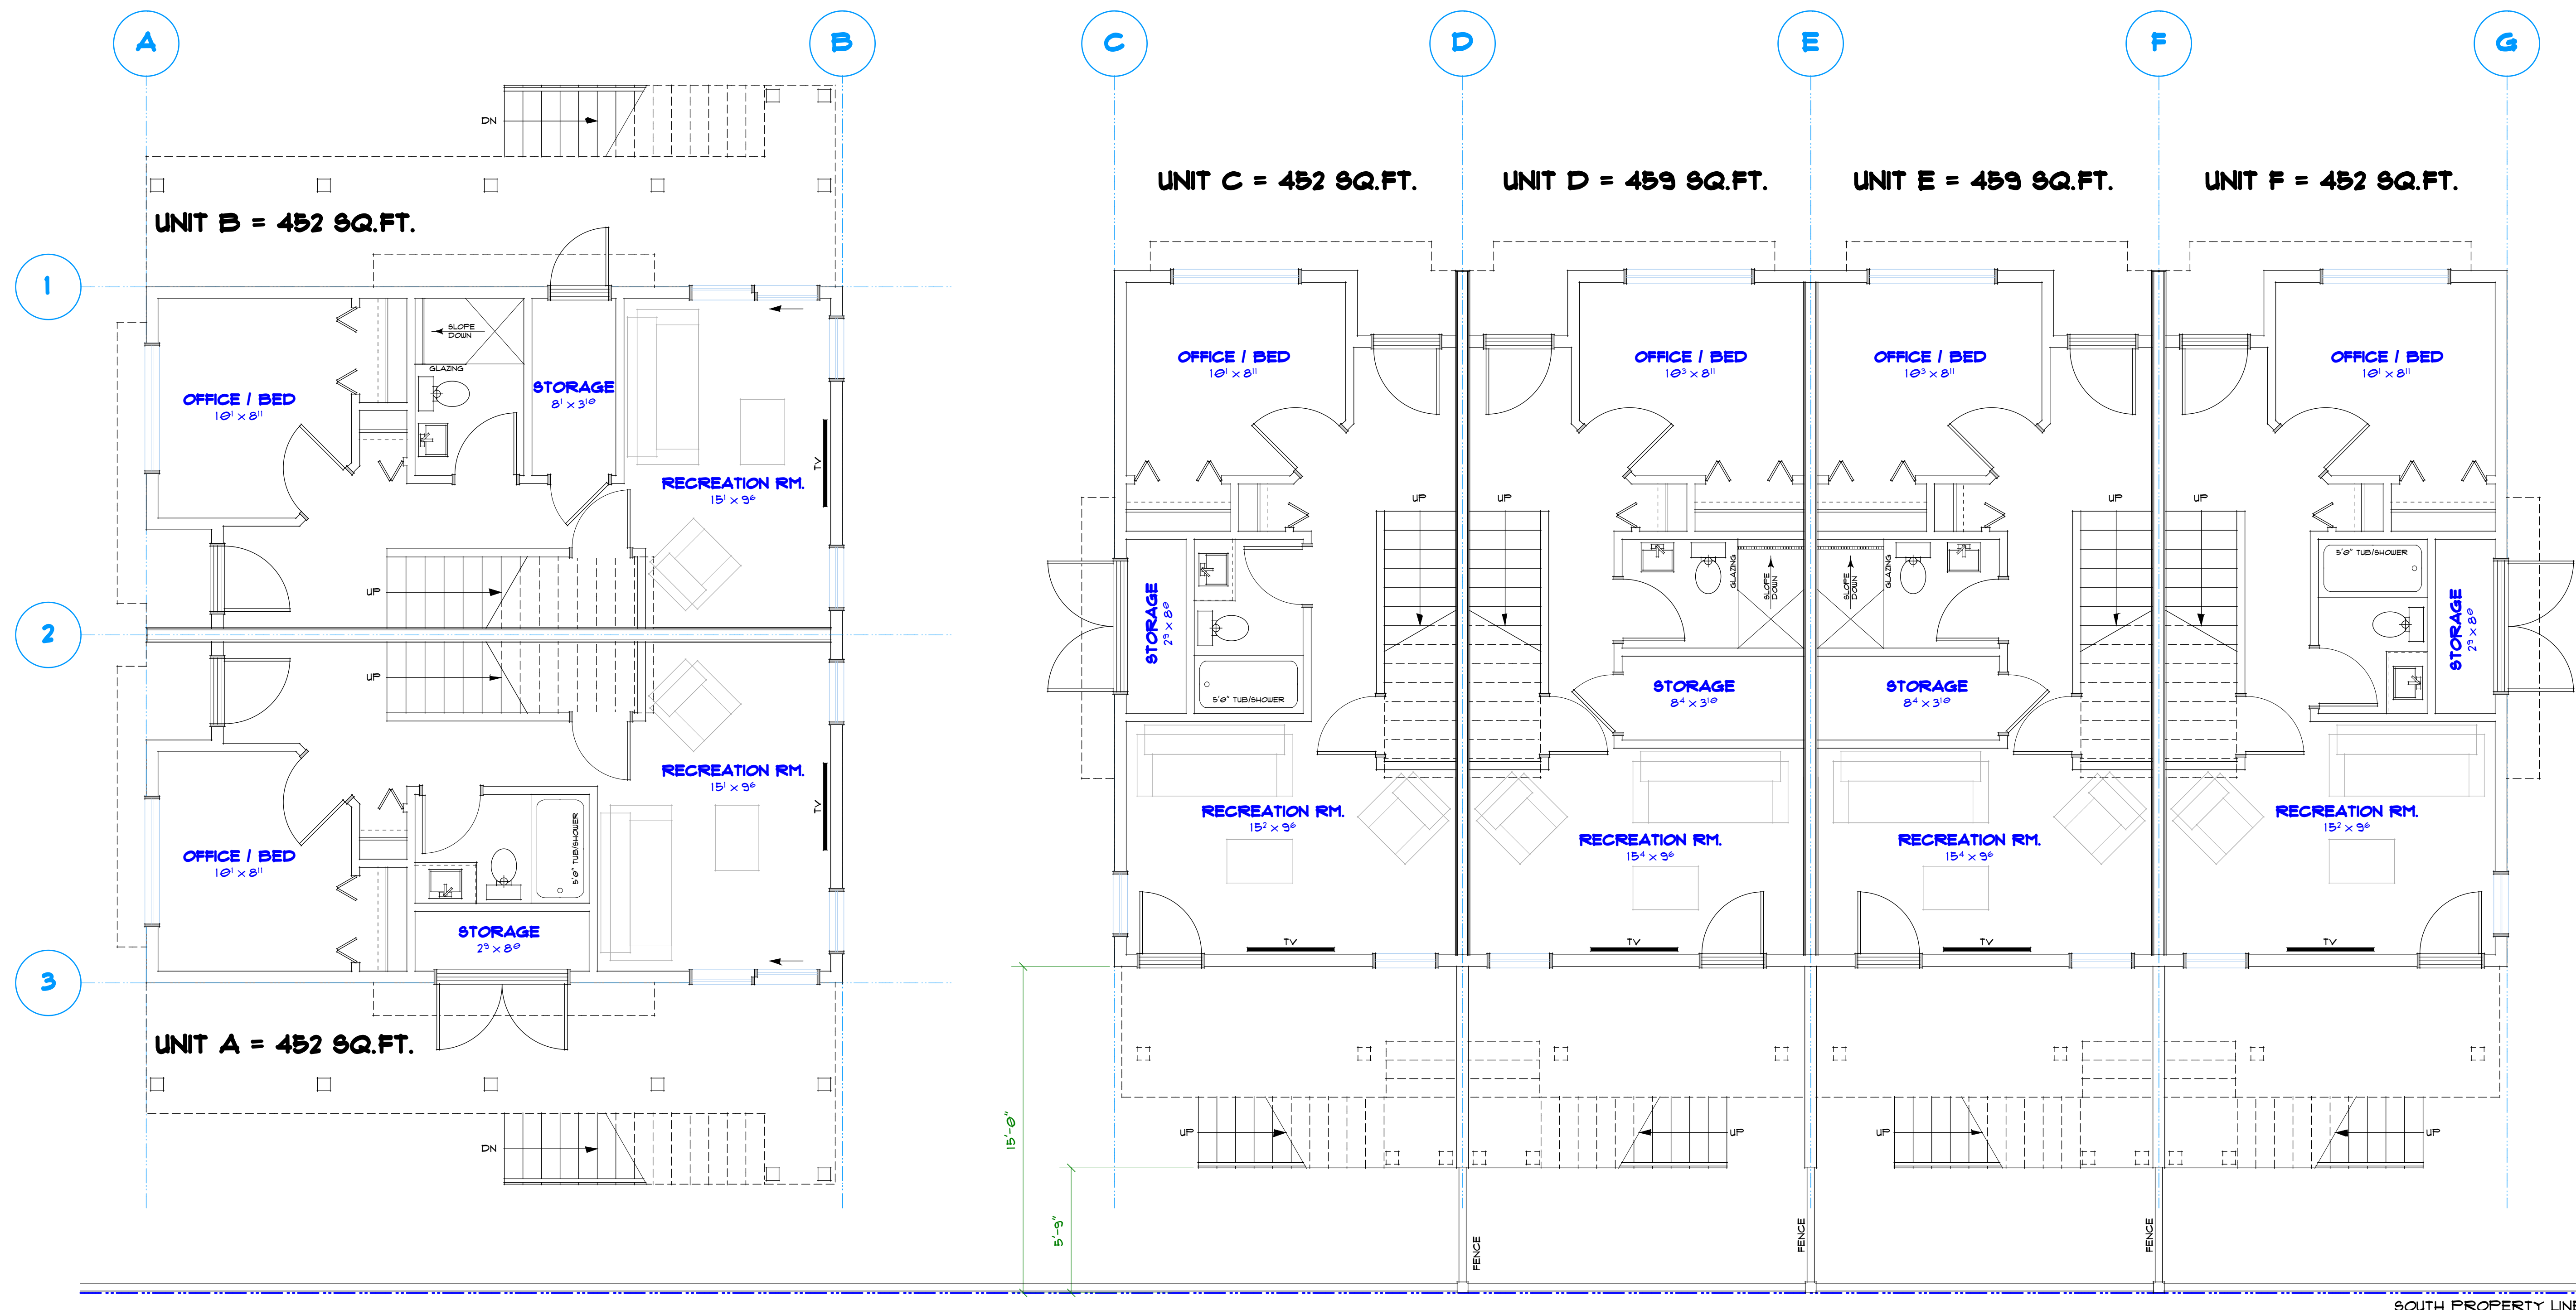 A
B
C
D
E
F
G
DN
UNIT C = 452 SQ.FT.
UNIT D = 459 SQ.FT.
UNIT E = 459 SQ.FT.
UNIT F = 452 SQ.FT.
UNIT B = 452 SQ.FT.
1
SLOPE
DOWN
GLAZING
OFFICE / BED
10¹ x 8¹¹
STORAGE
8¹ x 3¹⁰
TV
RECREATION RM.
15¹ x 9⁶
UP
2
UP
RECREATION RM.
15¹ x 9⁶
TV
OFFICE / BED
10¹ x 8¹¹
5'0" TUB/SHOWER
STORAGE
2⁹ x 8⁰
3
UNIT A = 452 SQ.FT.
DN
OFFICE / BED
10¹ x 8¹¹
OFFICE / BED
10³ x 8¹¹
OFFICE / BED
10³ x 8¹¹
OFFICE / BED
10¹ x 8¹¹
UP
UP
UP
UP
STORAGE
2⁹ x 8⁰
5'0" TUB/SHOWER
GLAZING
SLOPE
DOWN
SLOPE
DOWN
GLAZING
5'0" TUB/SHOWER
STORAGE
2⁹ x 8⁰
STORAGE
8⁴ x 3¹⁰
STORAGE
8⁴ x 3¹⁰
RECREATION RM.
15² x 9⁶
RECREATION RM.
15⁴ x 9⁶
RECREATION RM.
15⁴ x 9⁶
RECREATION RM.
15² x 9⁶
TV
TV
TV
TV
15'-0"
UP
UP
UP
UP
5'-9"
FENCE
FENCE
FENCE
SOUTH PROPERTY LINE